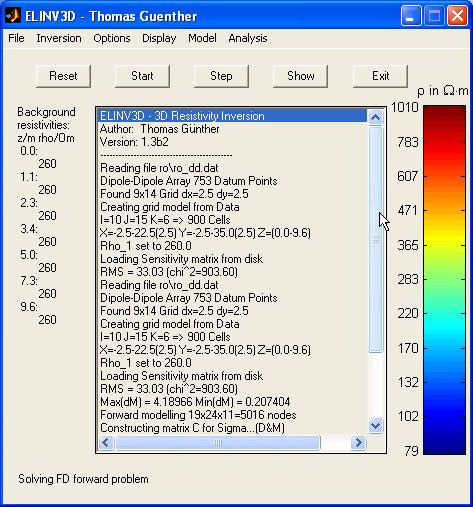 ELINV3D - Thomas Guenther
File Inversion Options Display Model Analysis
Reset Start Step Show Exit
Background
resistivities:
z/m rho/Om
0.0:
260
1.1:
260
2.3:
260
3.4:
260
5.0:
260
7.3:
260
9.6:
260
ELINV3D - 3D Resistivity Inversion
Author: Thomas Günther
Version: 1.3b2
----------------------------------------
Reading file ro\ro_dd.dat
Dipole-Dipole Array 753 Datum Points
Found 9x14 Grid dx=2.5 dy=2.5
Creating grid model from Data
I=10 J=15 K=6 => 900 Cells
X=-2.5-22.5(2.5) Y=-2.5-35.0(2.5) Z=(0.0-9.6)
Rho_1 set to 260.0
Loading Sensitivity matrix from disk
RMS = 33.03 (chi^2=903.60)
Reading file ro\ro_dd.dat
Dipole-Dipole Array 753 Datum Points
Found 9x14 Grid dx=2.5 dy=2.5
Creating grid model from Data
I=10 J=15 K=6 => 900 Cells
X=-2.5-22.5(2.5) Y=-2.5-35.0(2.5) Z=(0.0-9.6)
Rho_1 set to 260.0
Loading Sensitivity matrix from disk
RMS = 33.03 (chi^2=903.60)
Max(dM) = 4.18966 Min(dM) = 0.207404
Forward modelling 19x24x11=5016 nodes
Constructing matrix C for Sigma...(D&M)
ρ in Ω·m
1010
783
607
471
365
283
220
170
132
102
79
Solving FD forward problem